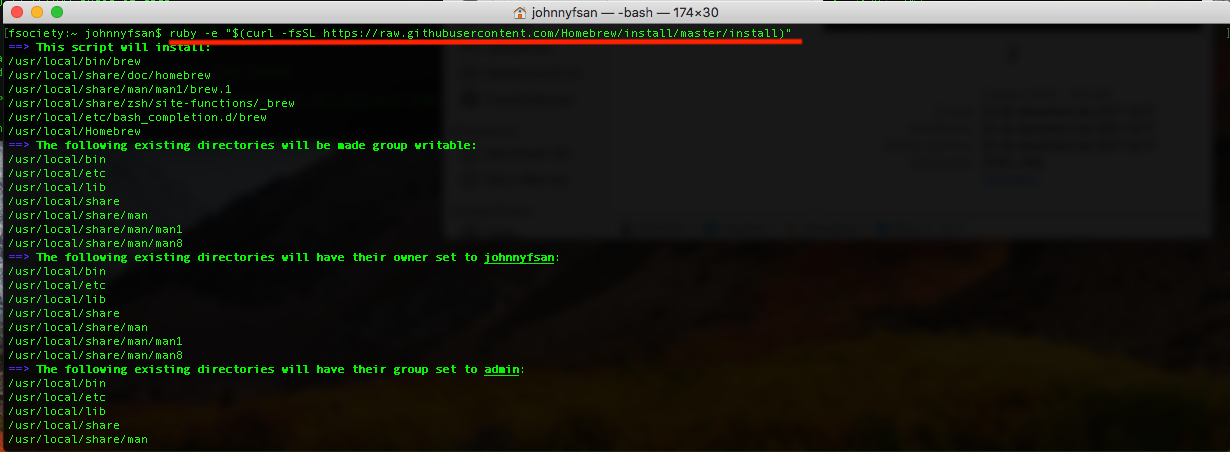 johnnyfsan — -bash — 174×30
[fsociety:~ johnnyfsan$ ruby -e "$(curl -fsSL https://raw.githubusercontent.com/Homebrew/install/master/install)" ]
==> This script will install:
/usr/local/bin/brew
/usr/local/share/doc/homebrew
/usr/local/share/man/man1/brew.1
/usr/local/share/zsh/site-functions/_brew
/usr/local/etc/bash_completion.d/brew
/usr/local/Homebrew
==> The following existing directories will be made group writable:
/usr/local/bin
/usr/local/etc
/usr/local/lib
/usr/local/share
/usr/local/share/man
/usr/local/share/man/man1
/usr/local/share/man/man8
==> The following existing directories will have their owner set to johnnyfsan:
/usr/local/bin
/usr/local/etc
/usr/local/lib
/usr/local/share
/usr/local/share/man
/usr/local/share/man/man1
/usr/local/share/man/man8
==> The following existing directories will have their group set to admin:
/usr/local/bin
/usr/local/etc
/usr/local/lib
/usr/local/share
/usr/local/share/man